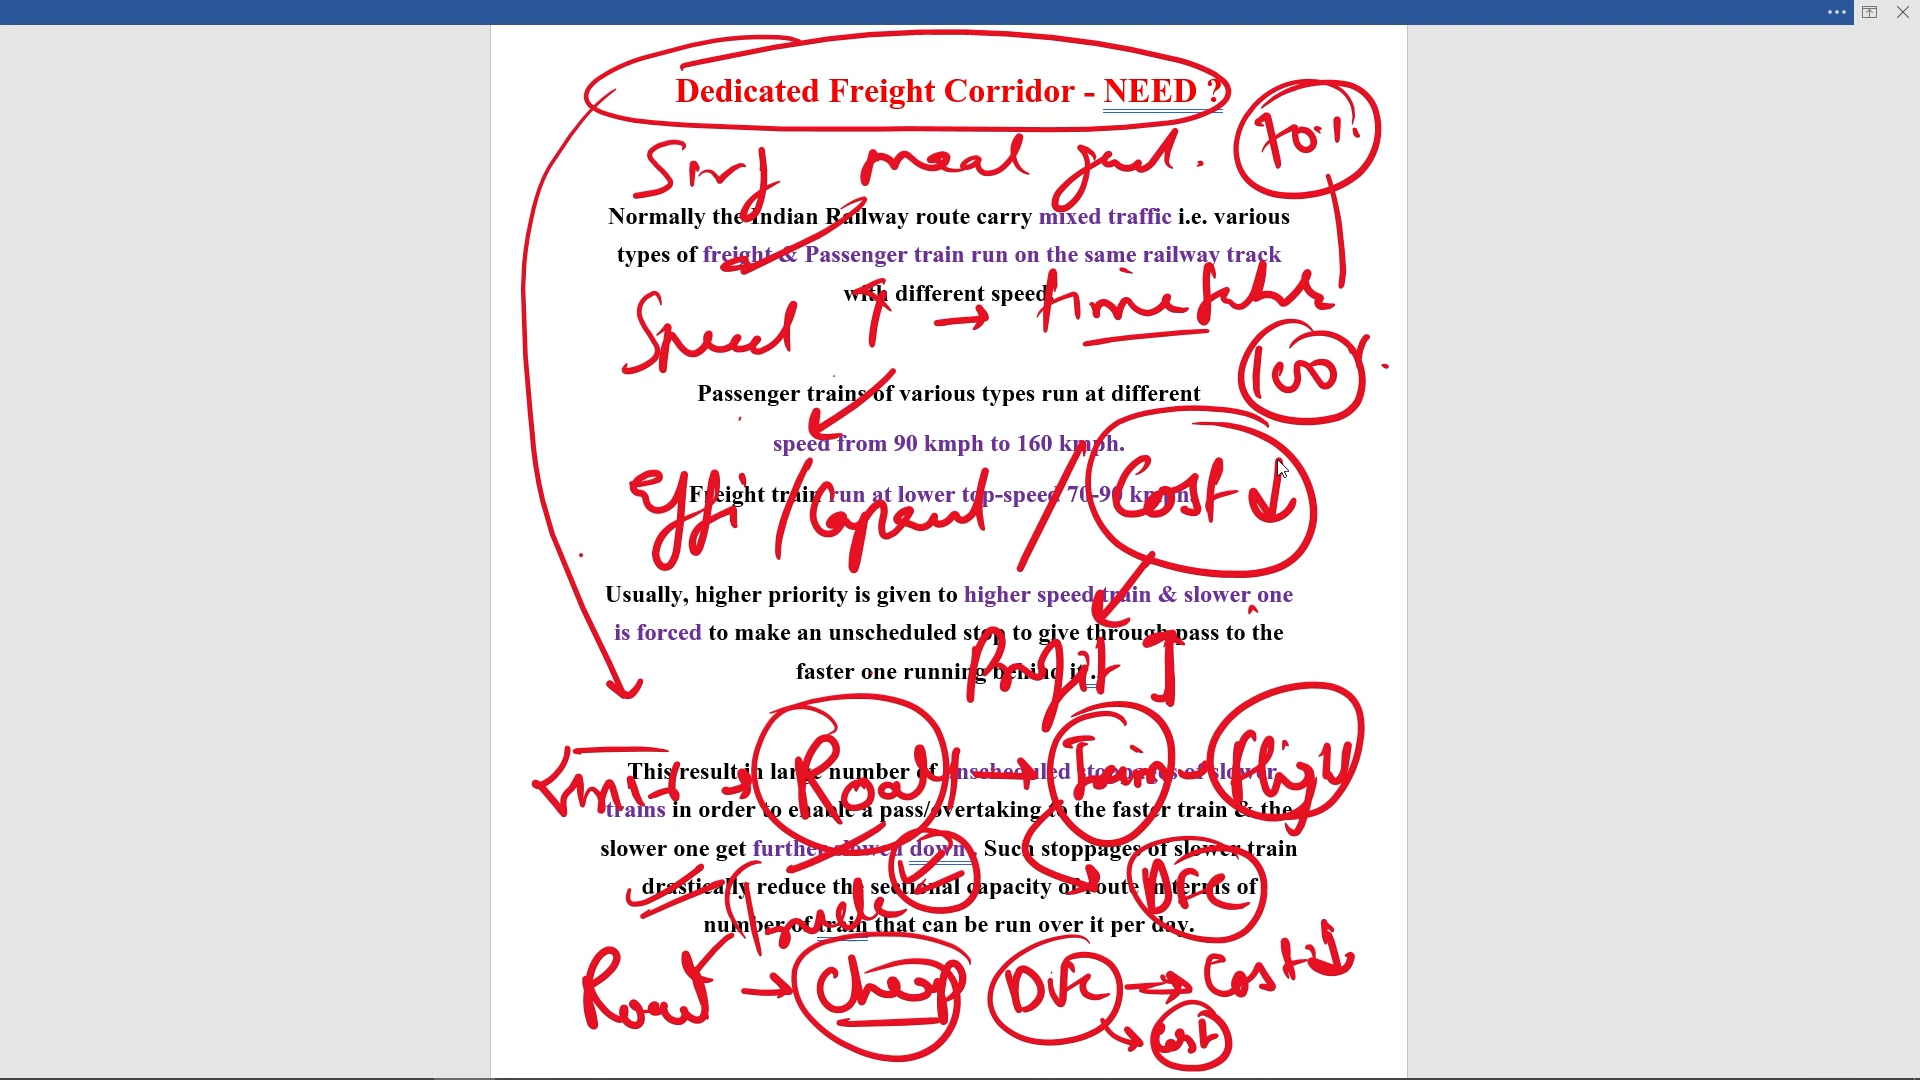 Dedicated Freight Corridor - NEED ?
70%
Normally the Indian Railway route carry mixed traffic i.e. various
types of freight & Passenger train run on the same railway track
with different speed.
Speed ↑ → time table
100%
Passenger trains of various types run at different
speed from 90 kmph to 160 kmph.
Freight train run at lower top-speed 70-90 kmph.
Effi / / Cost ↓
Usually, higher priority is given to higher speed train & slower one
is forced to make an unscheduled stop to give through pass to the
faster one running behind it .
Profit ↑
→ Road → Train → Flight
This result in large number of unscheduled stoppages of slower
trains in order to enable a pass/overtaking to the faster train & the
slower one get further slowed down . Such stoppages of slower train
DFC
drastically reduce the sectional capacity of route in terms of
Truck
number of train that can be run over it per day.
Road → Cheap DFC → Cost ↓
→ Cost